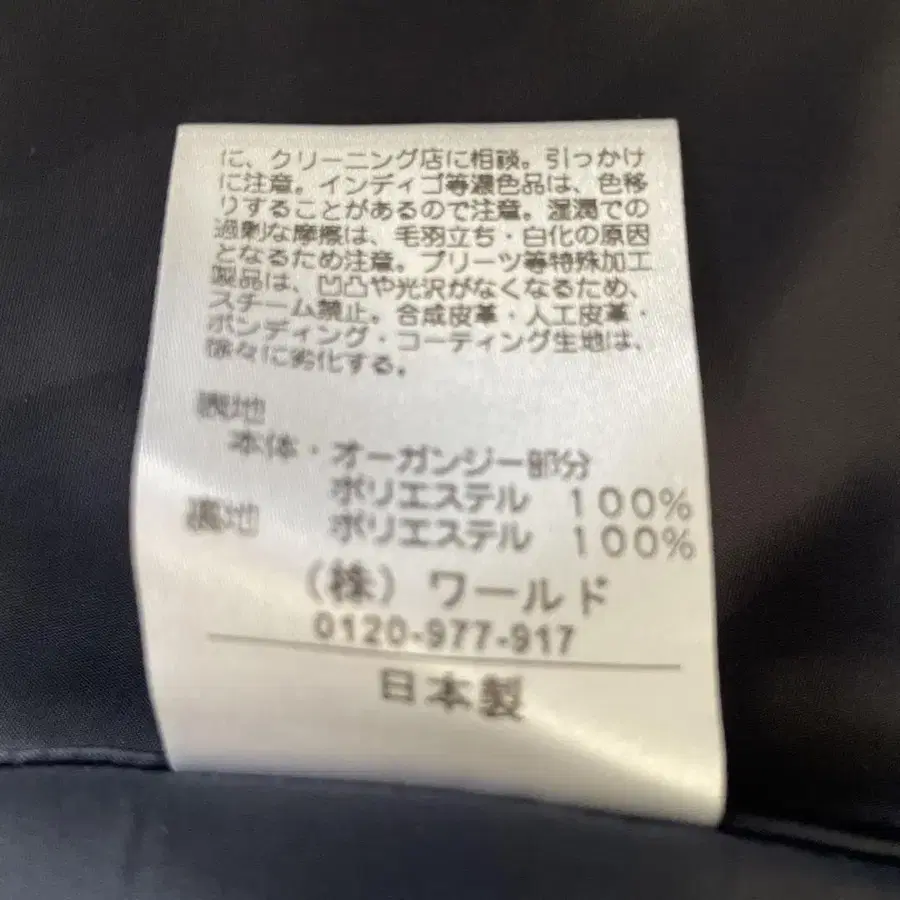 に、クリーニング店に相談。引っかけ
に注意。インディゴ等濃色品は、色移
りすることがあるので注意。湿潤での
過剰な摩擦は、毛羽立ち・白化の原因
となるため注意。プリーツ等特殊加工
製品は、凹凸や光沢がなくなるため、
スチーム禁止。合成皮革・人工皮革・
ボンディング・コーティング生地は、
徐々に劣化する。
表地
本体・オーガンジー部分
ポリエステル 100%
裏地 ポリエステル 100%
(株)ワールド
0120-977-917
日本製